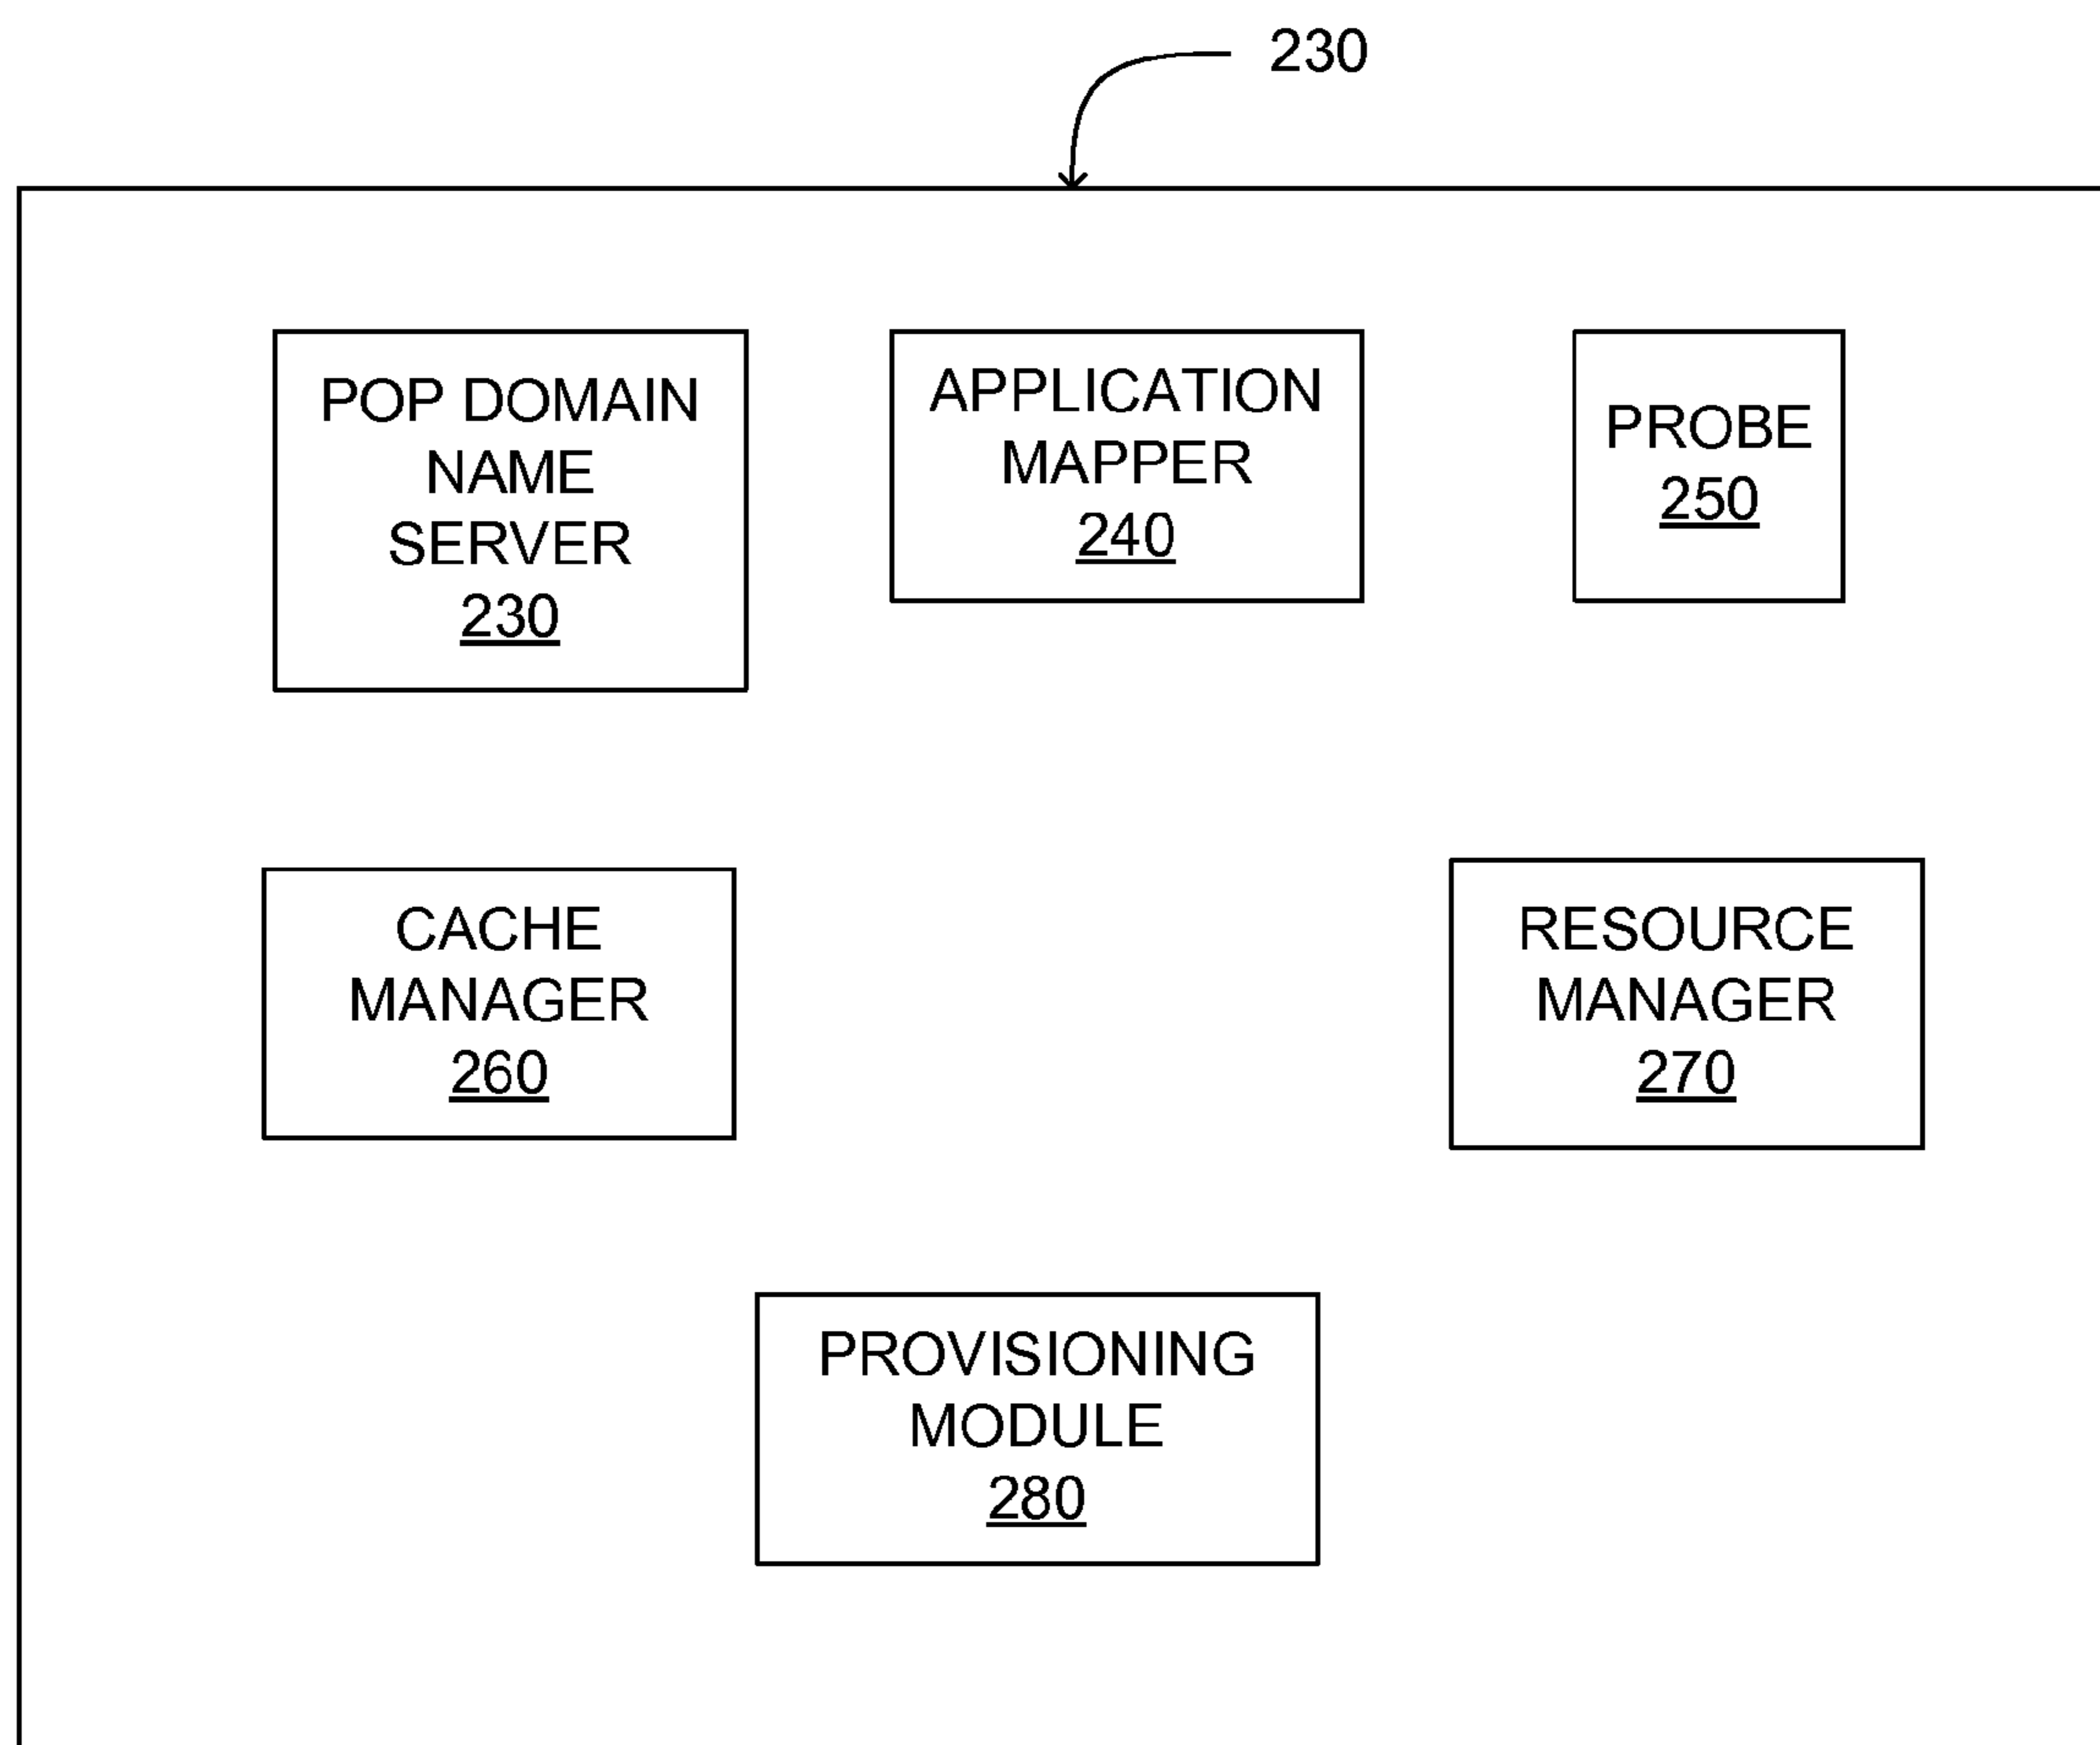 230
POP DOMAIN
NAME
SERVER
230
APPLICATION
MAPPER
240
PROBE
250
CACHE
MANAGER
260
RESOURCE
MANAGER
270
PROVISIONING
MODULE
280